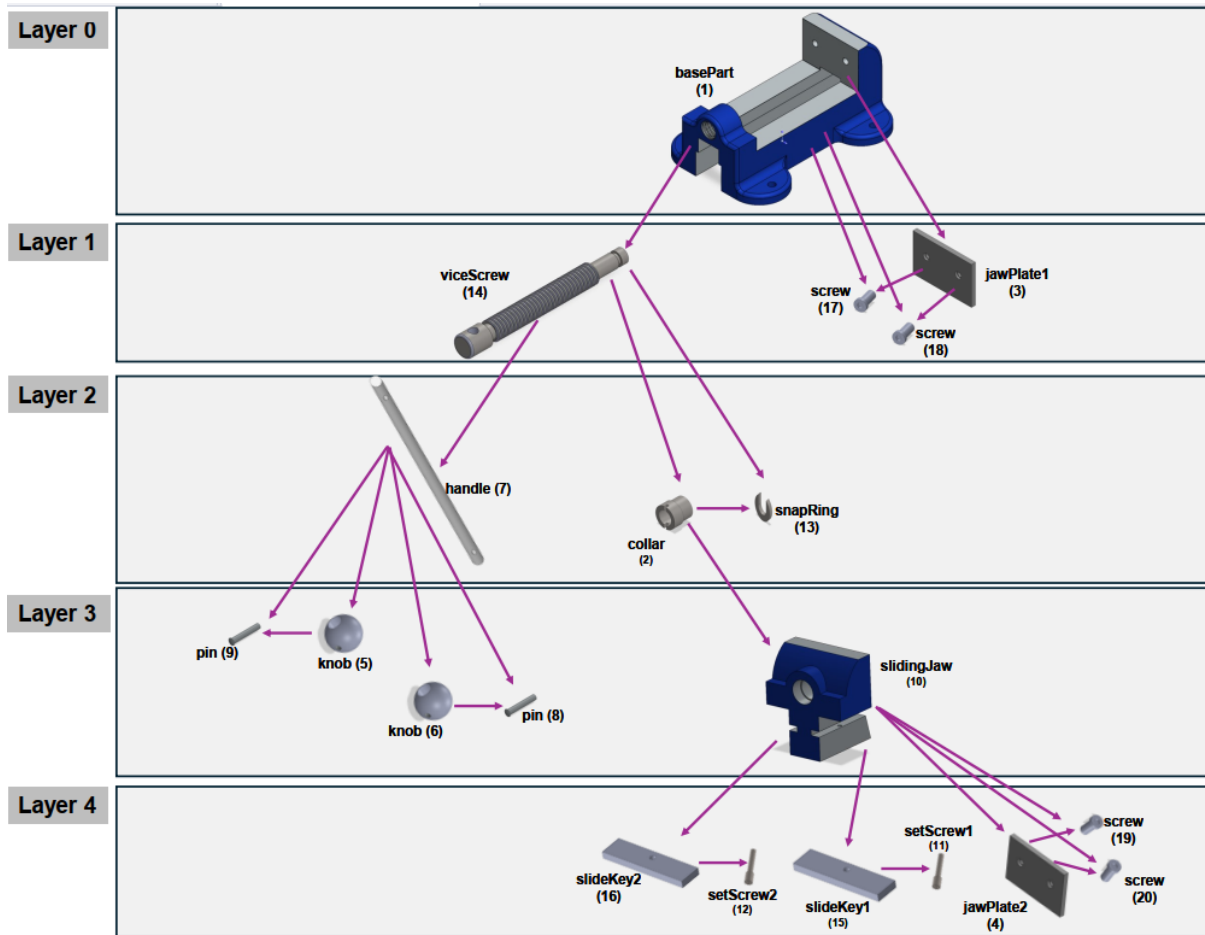 Layer 0
basePart
(1)
Layer 1
viceScrew
(14)
screw
(17)
screw
(18)
jawPlate1
(3)
Layer 2
handle (7)
collar
(2)
snapRing
(13)
Layer 3
pin (9)
knob (5)
knob (6)
pin (8)
slidingJaw
(10)
Layer 4
slideKey2
(16)
setScrew2
(12)
slideKey1
(15)
setScrew1
(11)
jawPlate2
(4)
screw
(19)
screw
(20)